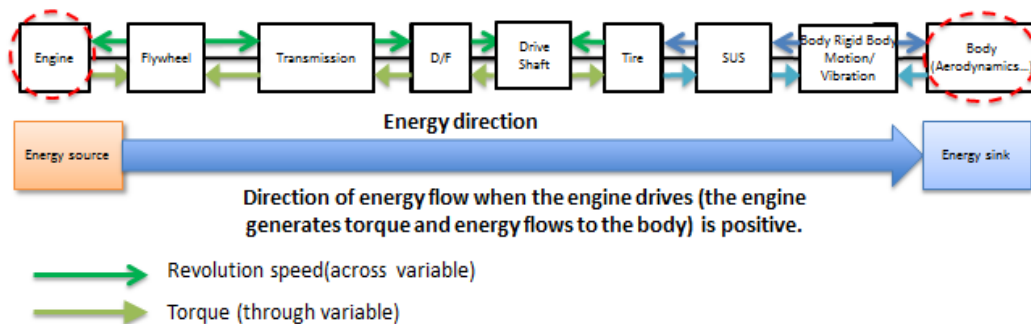 Engine
Flywheel
Transmission
D/F
Drive
Shaft
Tire
SUS
Body Rigid Body
Motion/
Vibration
Body
(Aerodynamics...)
Energy direction
Energy source
Energy sink
Direction of energy flow when the engine drives (the engine
generates torque and energy flows to the body) is positive.
Revolution speed(across variable)
Torque (through variable)